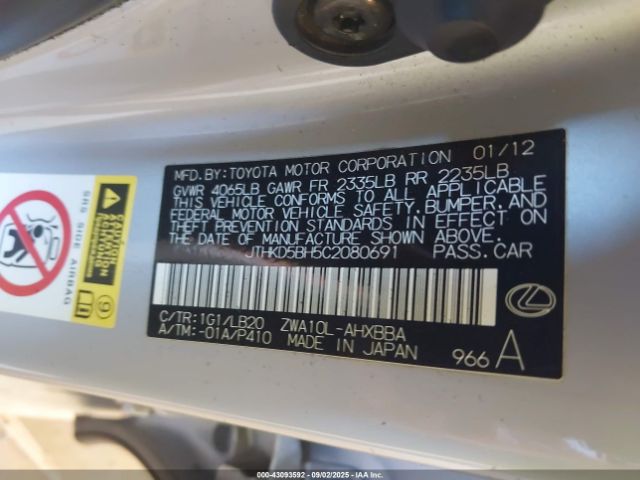 MFD.BY:TOYOTA MOTOR CORPORATION 01/12
GVWR 4065LB GAWR FR 2335LB RR 2235LB
THIS VEHICLE CONFORMS TO ALL APPLICABLE
FEDERAL MOTOR VEHICLE SAFETY, BUMPER, AND
THEFT PREVENTION STANDARDS IN EFFECT ON
THE DATE OF MANUFACTURE SHOWN ABOVE.
JTHKD5BH5C2080691 PASS.CAR
C/TR:1G1/LB20 ZWA10L-AHXBBA
A/TM:-01A/P410 MADE IN JAPAN
966 A
SRS SIDE AIRBAG
9
000-43093592 - 09/02/2025 - IAAI.com